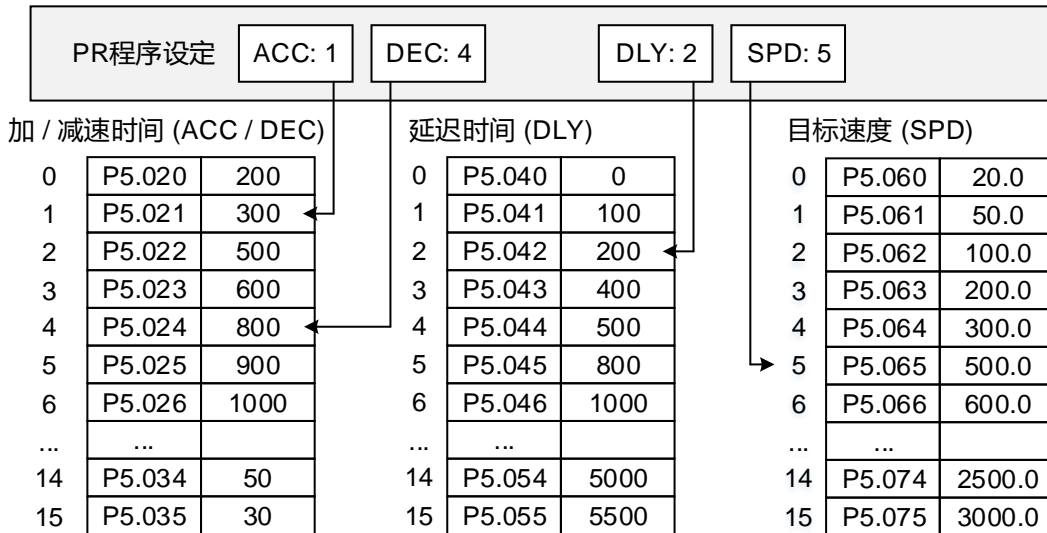 PR程序设定 ACC: 1 DEC: 4 DLY: 2 SPD: 5
加 / 减速时间 (ACC / DEC) 延迟时间 (DLY) 目标速度 (SPD)
0 P5.020 200 0 P5.040 0 0 P5.060 20.0
1 P5.021 300 1 P5.041 100 1 P5.061 50.0
2 P5.022 500 2 P5.042 200 2 P5.062 100.0
3 P5.023 600 3 P5.043 400 3 P5.063 200.0
4 P5.024 800 4 P5.044 500 4 P5.064 300.0
5 P5.025 900 5 P5.045 800 5 P5.065 500.0
6 P5.026 1000 6 P5.046 1000 6 P5.066 600.0
... ... ... ... ... ...
14 P5.034 50 14 P5.054 5000 14 P5.074 2500.0
15 P5.035 30 15 P5.055 5500 15 P5.075 3000.0